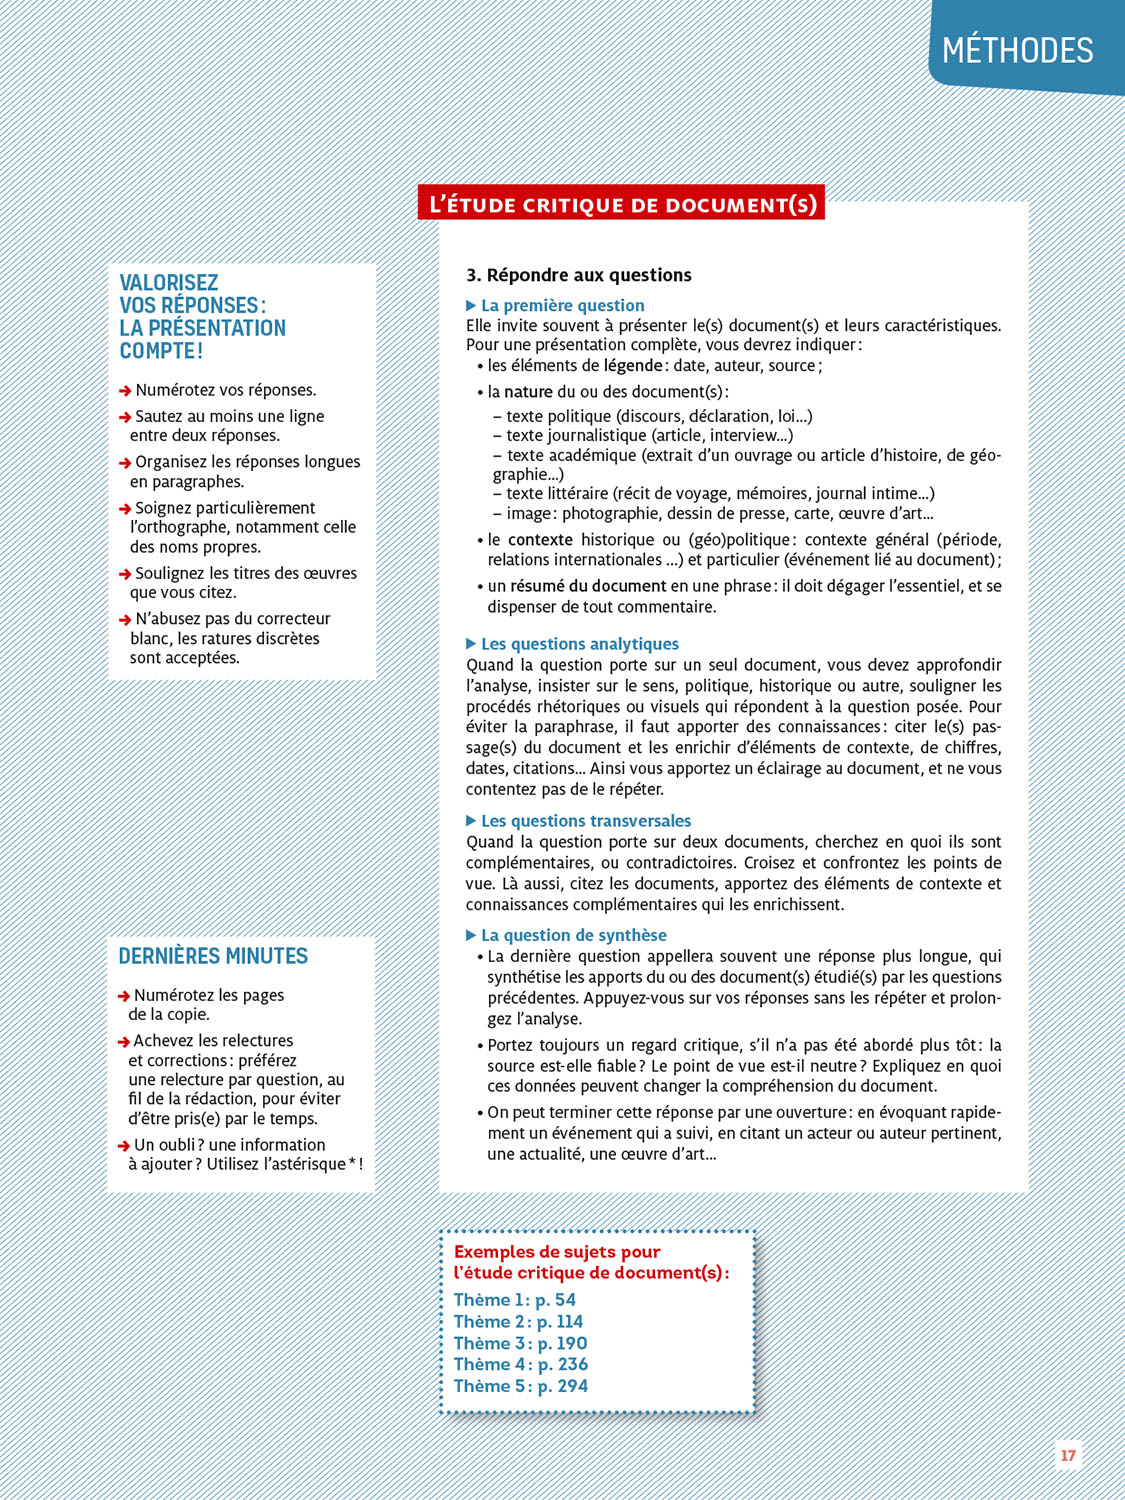 MÉTHODES
L'ÉTUDE CRITIQUE DE DOCUMENT(S)
VALORISEZ
VOS RÉPONSES :
LA PRÉSENTATION
COMPTE !
➔ Numérotez vos réponses.
➔ Sautez au moins une ligne
entre deux réponses.
➔ Organisez les réponses longues
en paragraphes.
➔ Soignez particulièrement
l'orthographe, notamment celle
des noms propres.
➔ Soulignez les titres des œuvres
que vous citez.
➔ N'abusez pas du correcteur
blanc, les ratures discrètes
sont acceptées.
DERNIÈRES MINUTES
➔ Numérotez les pages
de la copie.
➔ Achevez les relectures
et corrections : préférez
une relecture par question, au
fil de la rédaction, pour éviter
d'être pris(e) par le temps.
➔ Un oubli ? une information
à ajouter ? Utilisez l'astérisque * !
3. Répondre aux questions
▶ La première question
Elle invite souvent à présenter le(s) document(s) et leurs caractéristiques.
Pour une présentation complète, vous devrez indiquer :
• les éléments de légende : date, auteur, source ;
• la nature du ou des document(s) :
– texte politique (discours, déclaration, loi…)
– texte journalistique (article, interview…)
– texte académique (extrait d'un ouvrage ou article d'histoire, de géo-
graphie…)
– texte littéraire (récit de voyage, mémoires, journal intime…)
– image : photographie, dessin de presse, carte, œuvre d'art…
• le contexte historique ou (géo)politique : contexte général (période,
relations internationales …) et particulier (événement lié au document) ;
• un résumé du document en une phrase : il doit dégager l'essentiel, et se
dispenser de tout commentaire.
▶ Les questions analytiques
Quand la question porte sur un seul document, vous devez approfondir
l'analyse, insister sur le sens, politique, historique ou autre, souligner les
procédés rhétoriques ou visuels qui répondent à la question posée. Pour
éviter la paraphrase, il faut apporter des connaissances : citer le(s) pas-
sage(s) du document et les enrichir d'éléments de contexte, de chiffres,
dates, citations… Ainsi vous apportez un éclairage au document, et ne vous
contentez pas de le répéter.
▶ Les questions transversales
Quand la question porte sur deux documents, cherchez en quoi ils sont
complémentaires, ou contradictoires. Croisez et confrontez les points de
vue. Là aussi, citez les documents, apportez des éléments de contexte et
connaissances complémentaires qui les enrichissent.
▶ La question de synthèse
• La dernière question appellera souvent une réponse plus longue, qui
synthétise les apports du ou des document(s) étudié(s) par les questions
précédentes. Appuyez-vous sur vos réponses sans les répéter et prolon-
gez l'analyse.
• Portez toujours un regard critique, s'il n'a pas été abordé plus tôt : la
source est-elle fiable ? Le point de vue est-il neutre ? Expliquez en quoi
ces données peuvent changer la compréhension du document.
• On peut terminer cette réponse par une ouverture : en évoquant rapide-
ment un événement qui a suivi, en citant un acteur ou auteur pertinent,
une actualité, une œuvre d'art…
Exemples de sujets pour
l'étude critique de document(s) :
Thème 1 : p. 54
Thème 2 : p. 114
Thème 3 : p. 190
Thème 4 : p. 236
Thème 5 : p. 294
17